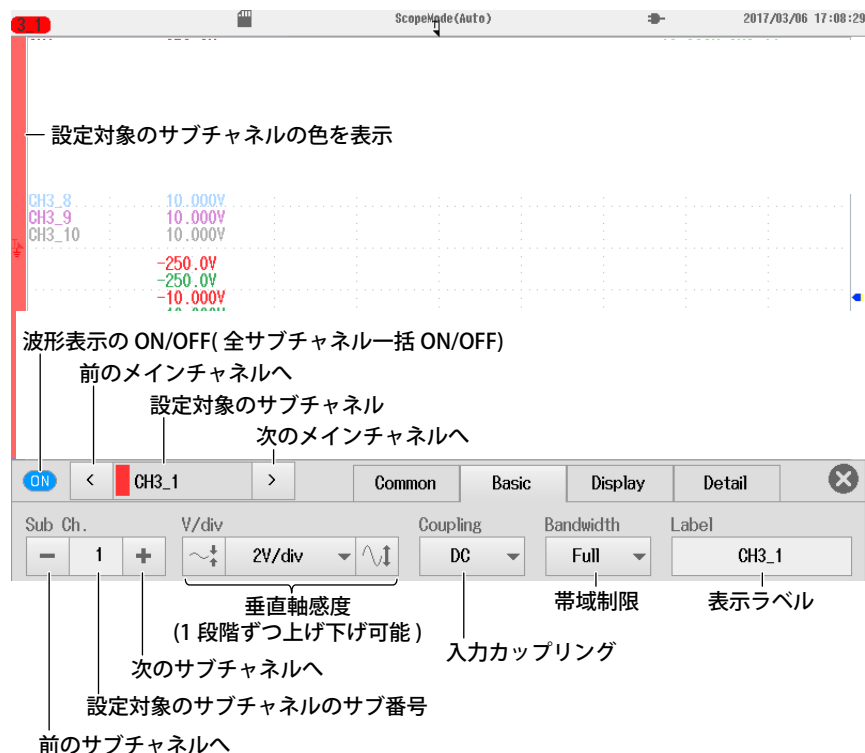 3_1 ScopeMode(Auto) 2017/03/06 17:08:29
設定対象のサブチャネルの色を表示
CH3_8 10.000V
CH3_9 10.000V
CH3_10 10.000V
-250.0V
-250.0V
-10.000V
波形表示の ON/OFF( 全サブチャネル一括 ON/OFF)
前のメインチャネルへ
設定対象のサブチャネル
次のメインチャネルへ
ON < CH3_1 > Common Basic Display Detail
Sub Ch. V/div Coupling Bandwidth Label
− 1 + 2V/div DC Full CH3_1
垂直軸感度 帯域制限 表示ラベル
(1 段階ずつ上げ下げ可能 )
入力カップリング
次のサブチャネルへ
設定対象のサブチャネルのサブ番号
前のサブチャネルへ